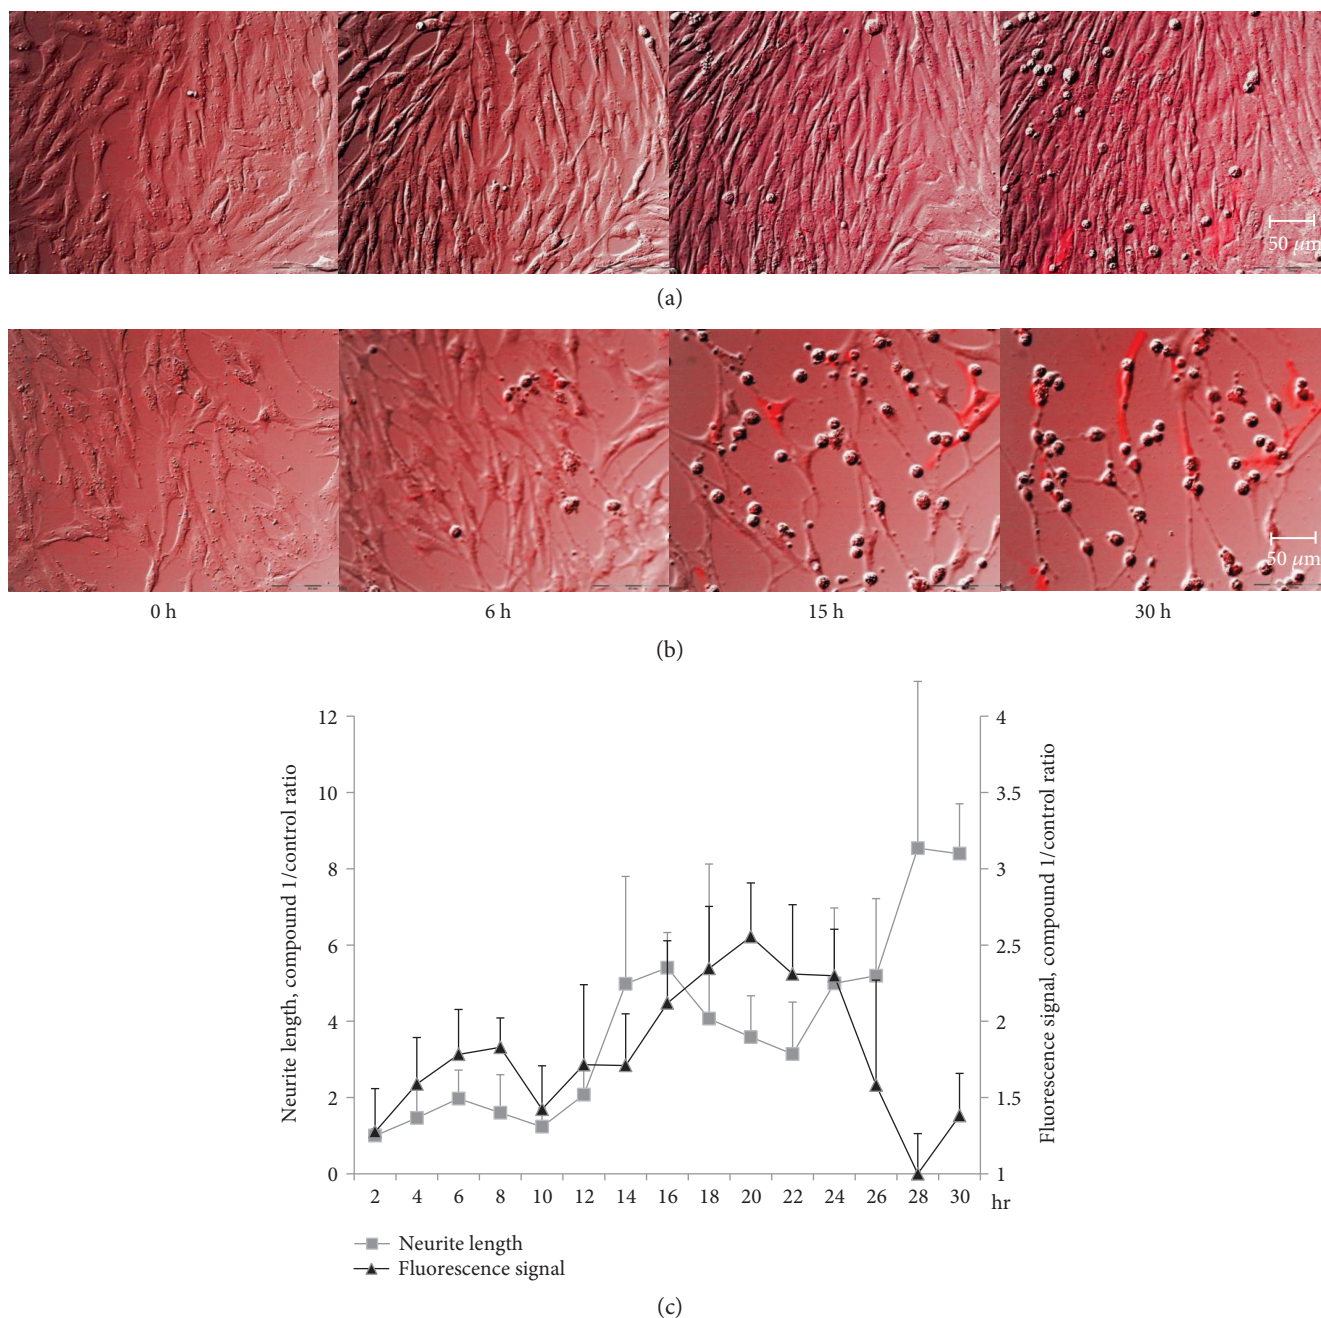 50 µm
(a)
50 µm
0 h 6 h 15 h 30 h
(b)
Neurite length, compound 1/control ratio
12
10
8
6
4
2
0
4
3.5
3
2.5
2
1.5
1
Fluorescence signal, compound 1/control ratio
2 4 6 8 10 12 14 16 18 20 22 24 26 28 30 hr
Neurite length
Fluorescence signal
(c)